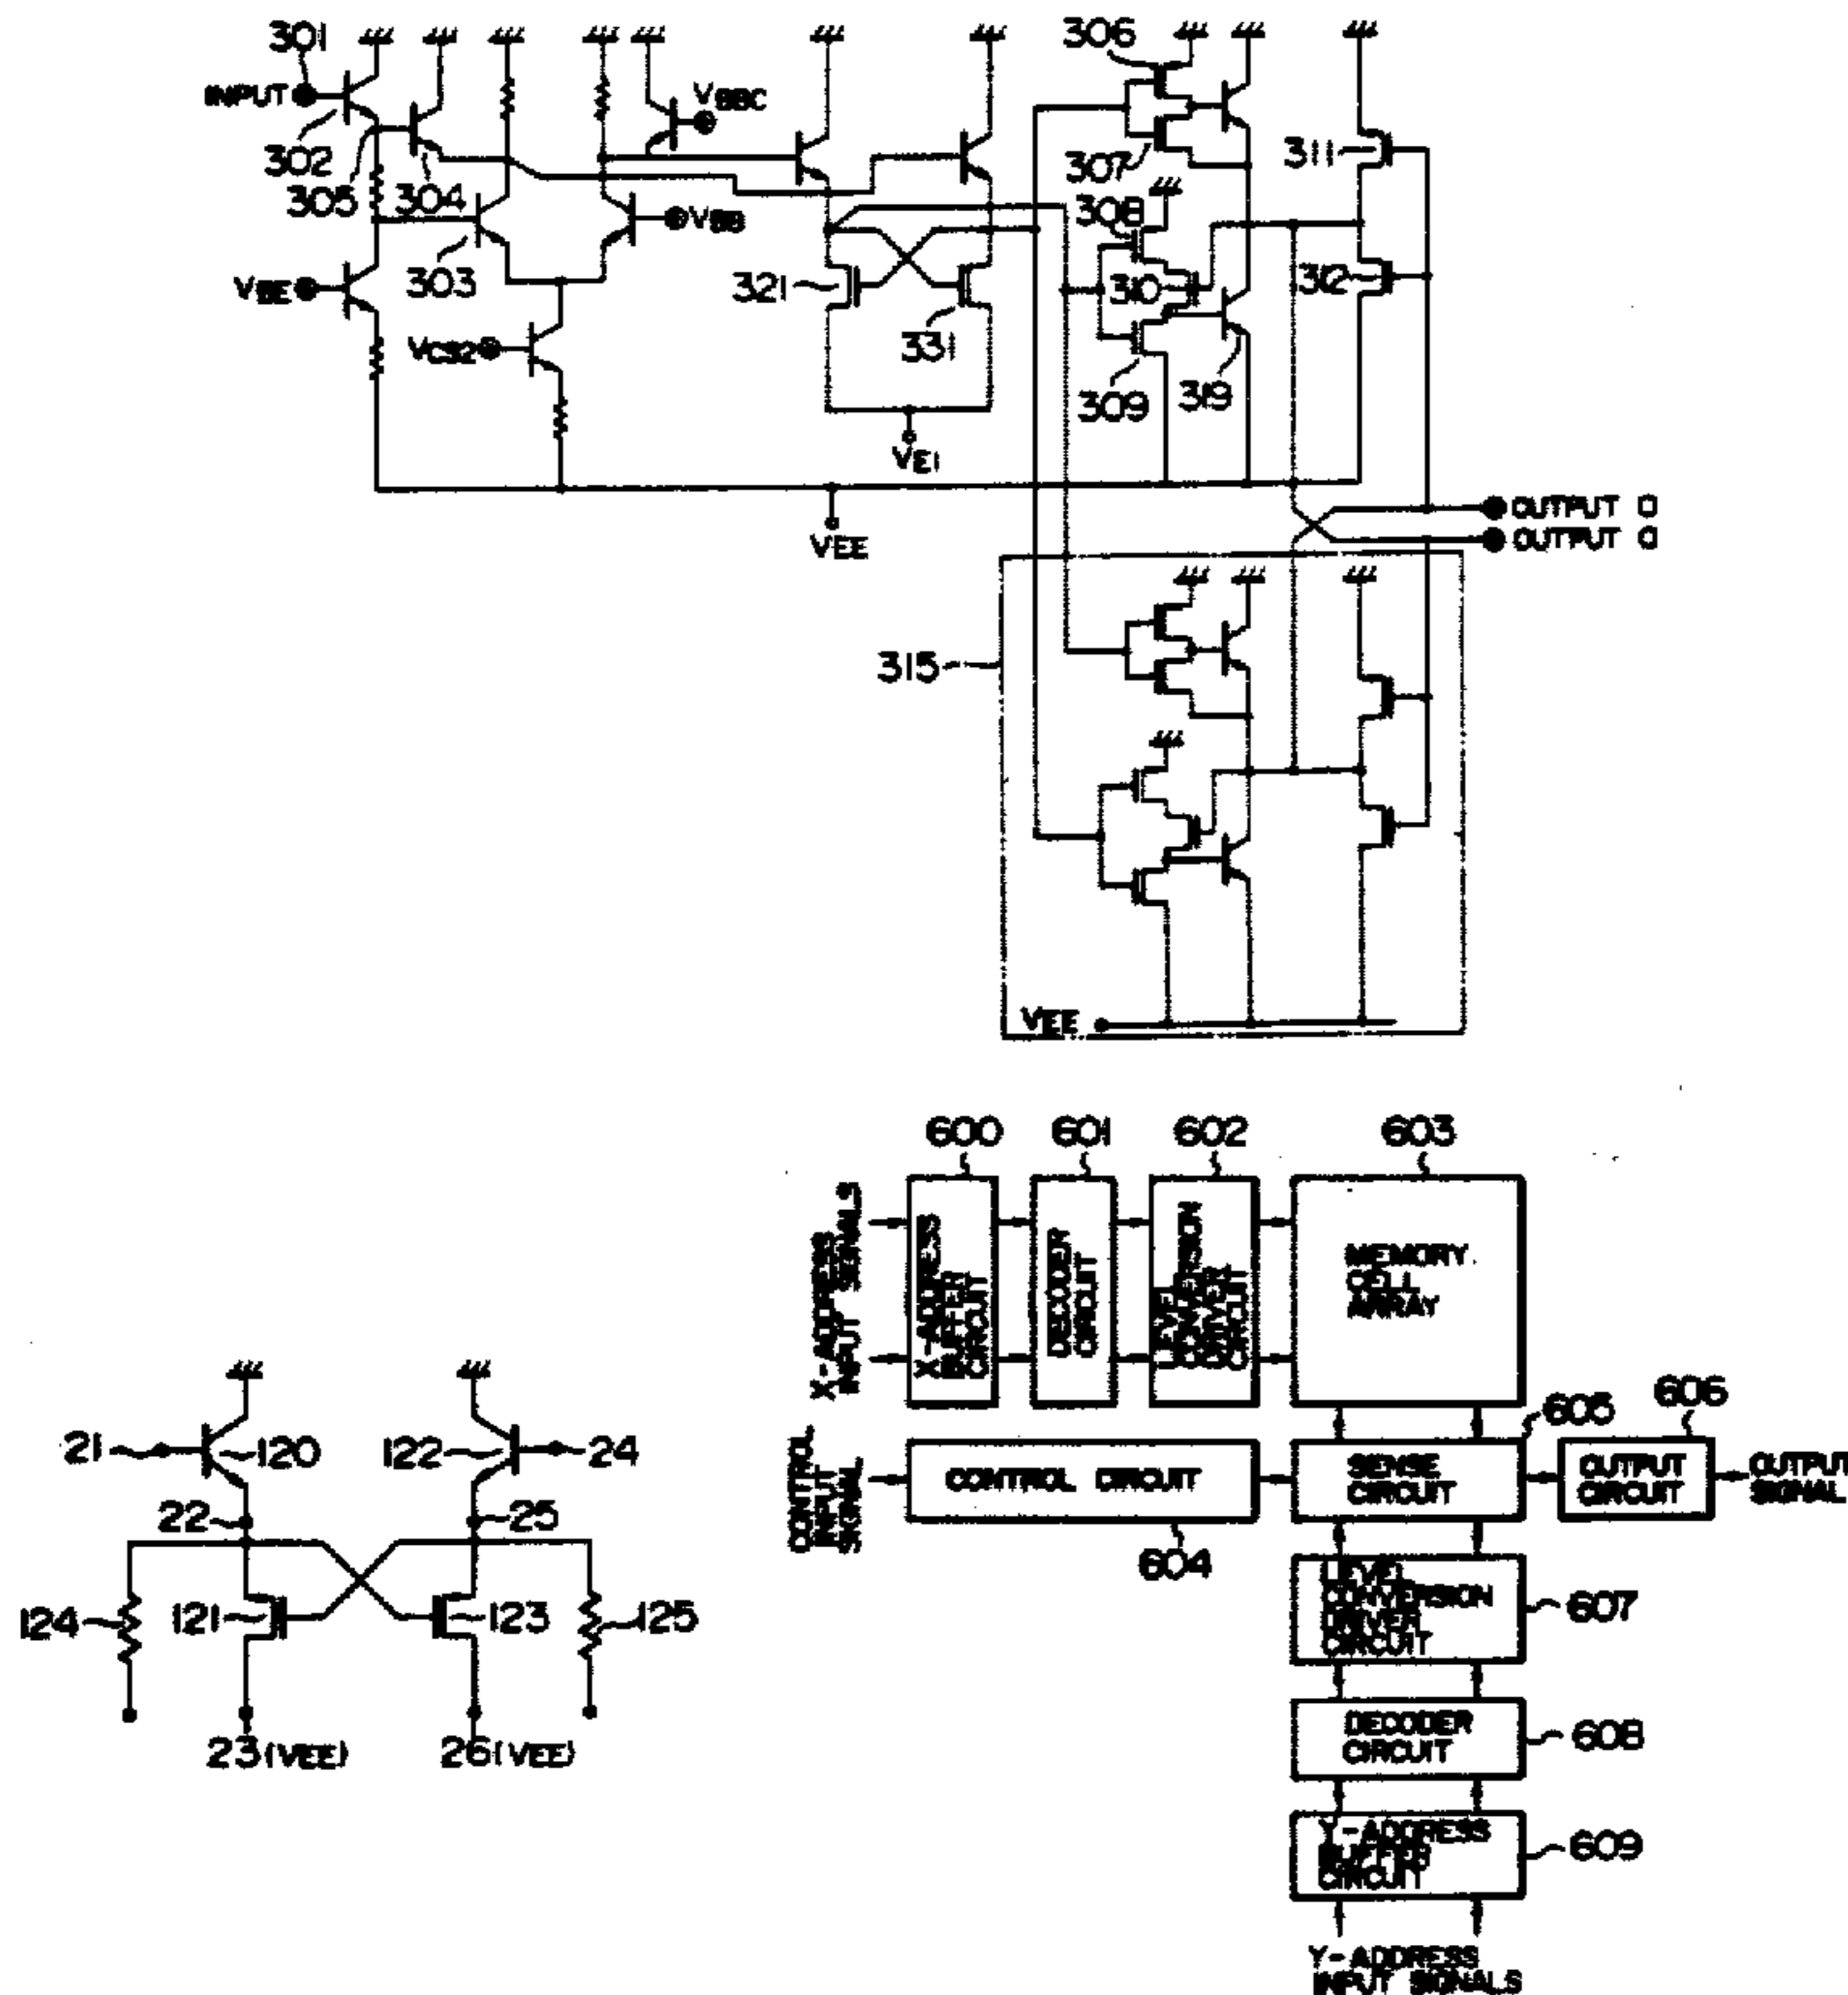 301
INPUT
302
305
304
303
VBE
VCS2
VBBC
VBB
321
331
VE1
VEE
306
307
308
310
309
319
311
312
OUTPUT O
OUTPUT O
315
VEE
21
120
122
24
22
25
124
121
123
125
23(VEE)
26(VEE)
600
601
602
603
X-ADDRESS
INPUT SIGNALS
X-ADDRESS
BUFFER
CIRCUIT
DECODER
CIRCUIT
LEVEL
CONVERSION
DRIVER
CIRCUIT
MEMORY
CELL
ARRAY
CONTROL
INPUT
SIGNAL
CONTROL CIRCUIT
604
SENSE
CIRCUIT
605
OUTPUT
CIRCUIT
606
OUTPUT
SIGNAL
LEVEL
CONVERSION
DRIVER
CIRCUIT
607
DECODER
CIRCUIT
608
Y-ADDRESS
BUFFER
CIRCUIT
609
Y-ADDRESS
INPUT SIGNALS